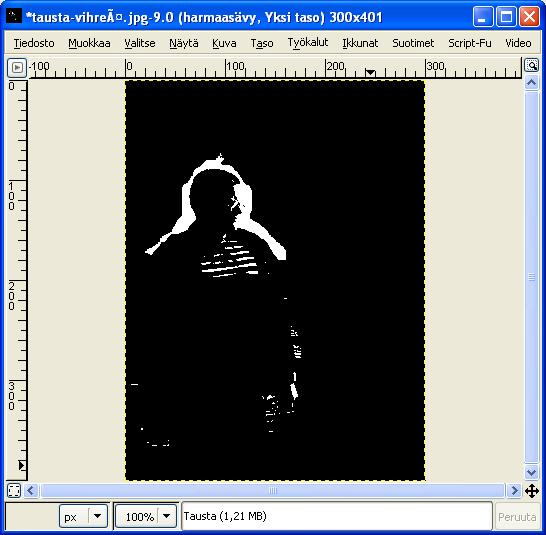 *tausta-vihreÃ¤.jpg-9.0 (harmaasävy, Yksi taso) 300x401
Tiedosto Muokkaa Valitse Näytä Kuva Taso Työkalut Ikkunat Suotimet Script-Fu Video
-100 0 100, 200 300,
0
100
200
300
px 100% Tausta (1,21 MB) Peruuta